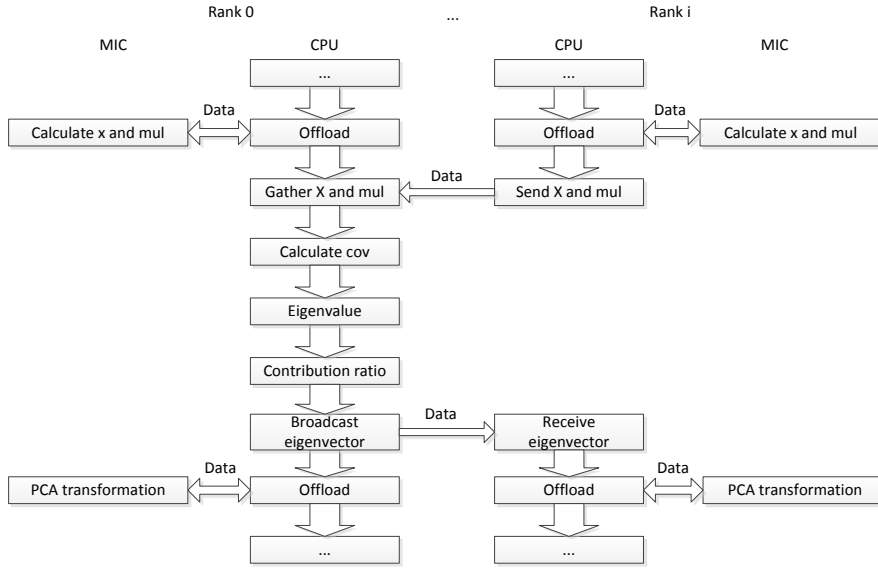 Rank 0 ... Rank i
MIC CPU CPU MIC
... ...
Data Data
Calculate x and mul Offload Offload Calculate x and mul
Data
Gather X and mul Send X and mul
Calculate cov
Eigenvalue
Contribution ratio
Broadcast Data Receive
eigenvector eigenvector
Data Data
PCA transformation Offload Offload PCA transformation
... ...